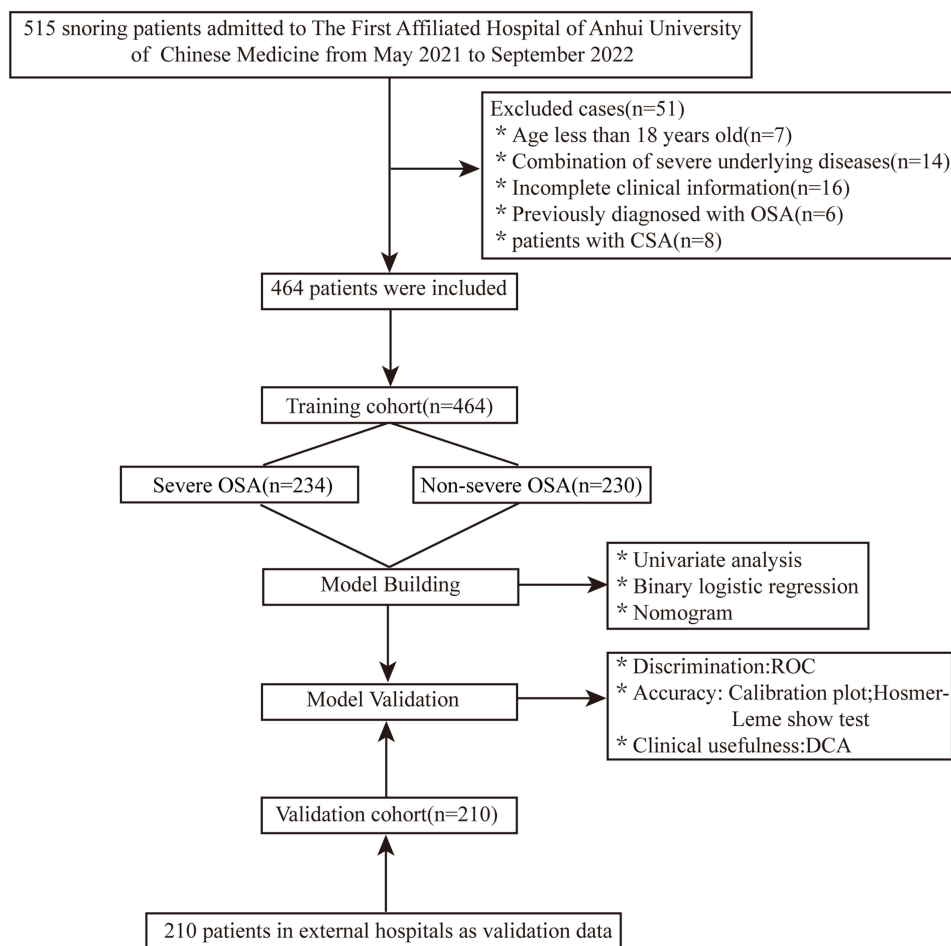 515 snoring patients admitted to The First Affiliated Hospital of Anhui University
of Chinese Medicine from May 2021 to September 2022
Excluded cases(n=51)
* Age less than 18 years old(n=7)
* Combination of severe underlying diseases(n=14)
* Incomplete clinical information(n=16)
* Previously diagnosed with OSA(n=6)
* patients with CSA(n=8)
464 patients were included
Training cohort(n=464)
Severe OSA(n=234)
Non-severe OSA(n=230)
Model Building
* Univariate analysis
* Binary logistic regression
* Nomogram
Model Validation
* Discrimination:ROC
* Accuracy: Calibration plot;Hosmer-
Leme show test
* Clinical usefulness:DCA
Validation cohort(n=210)
210 patients in external hospitals as validation data